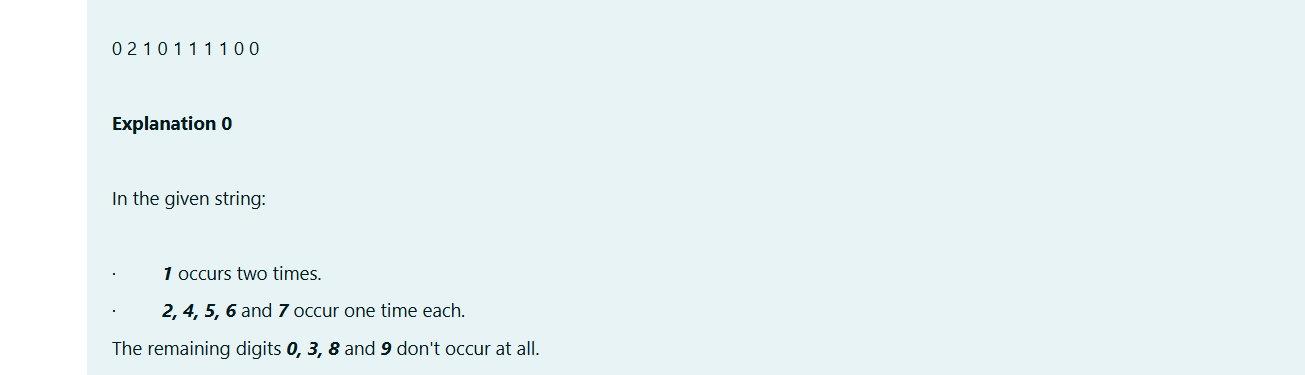 0 2 1 0 1 1 1 1 0 0
Explanation 0
In the given string:
· 1 occurs two times.
· 2, 4, 5, 6 and 7 occur one time each.
The remaining digits 0, 3, 8 and 9 don't occur at all.